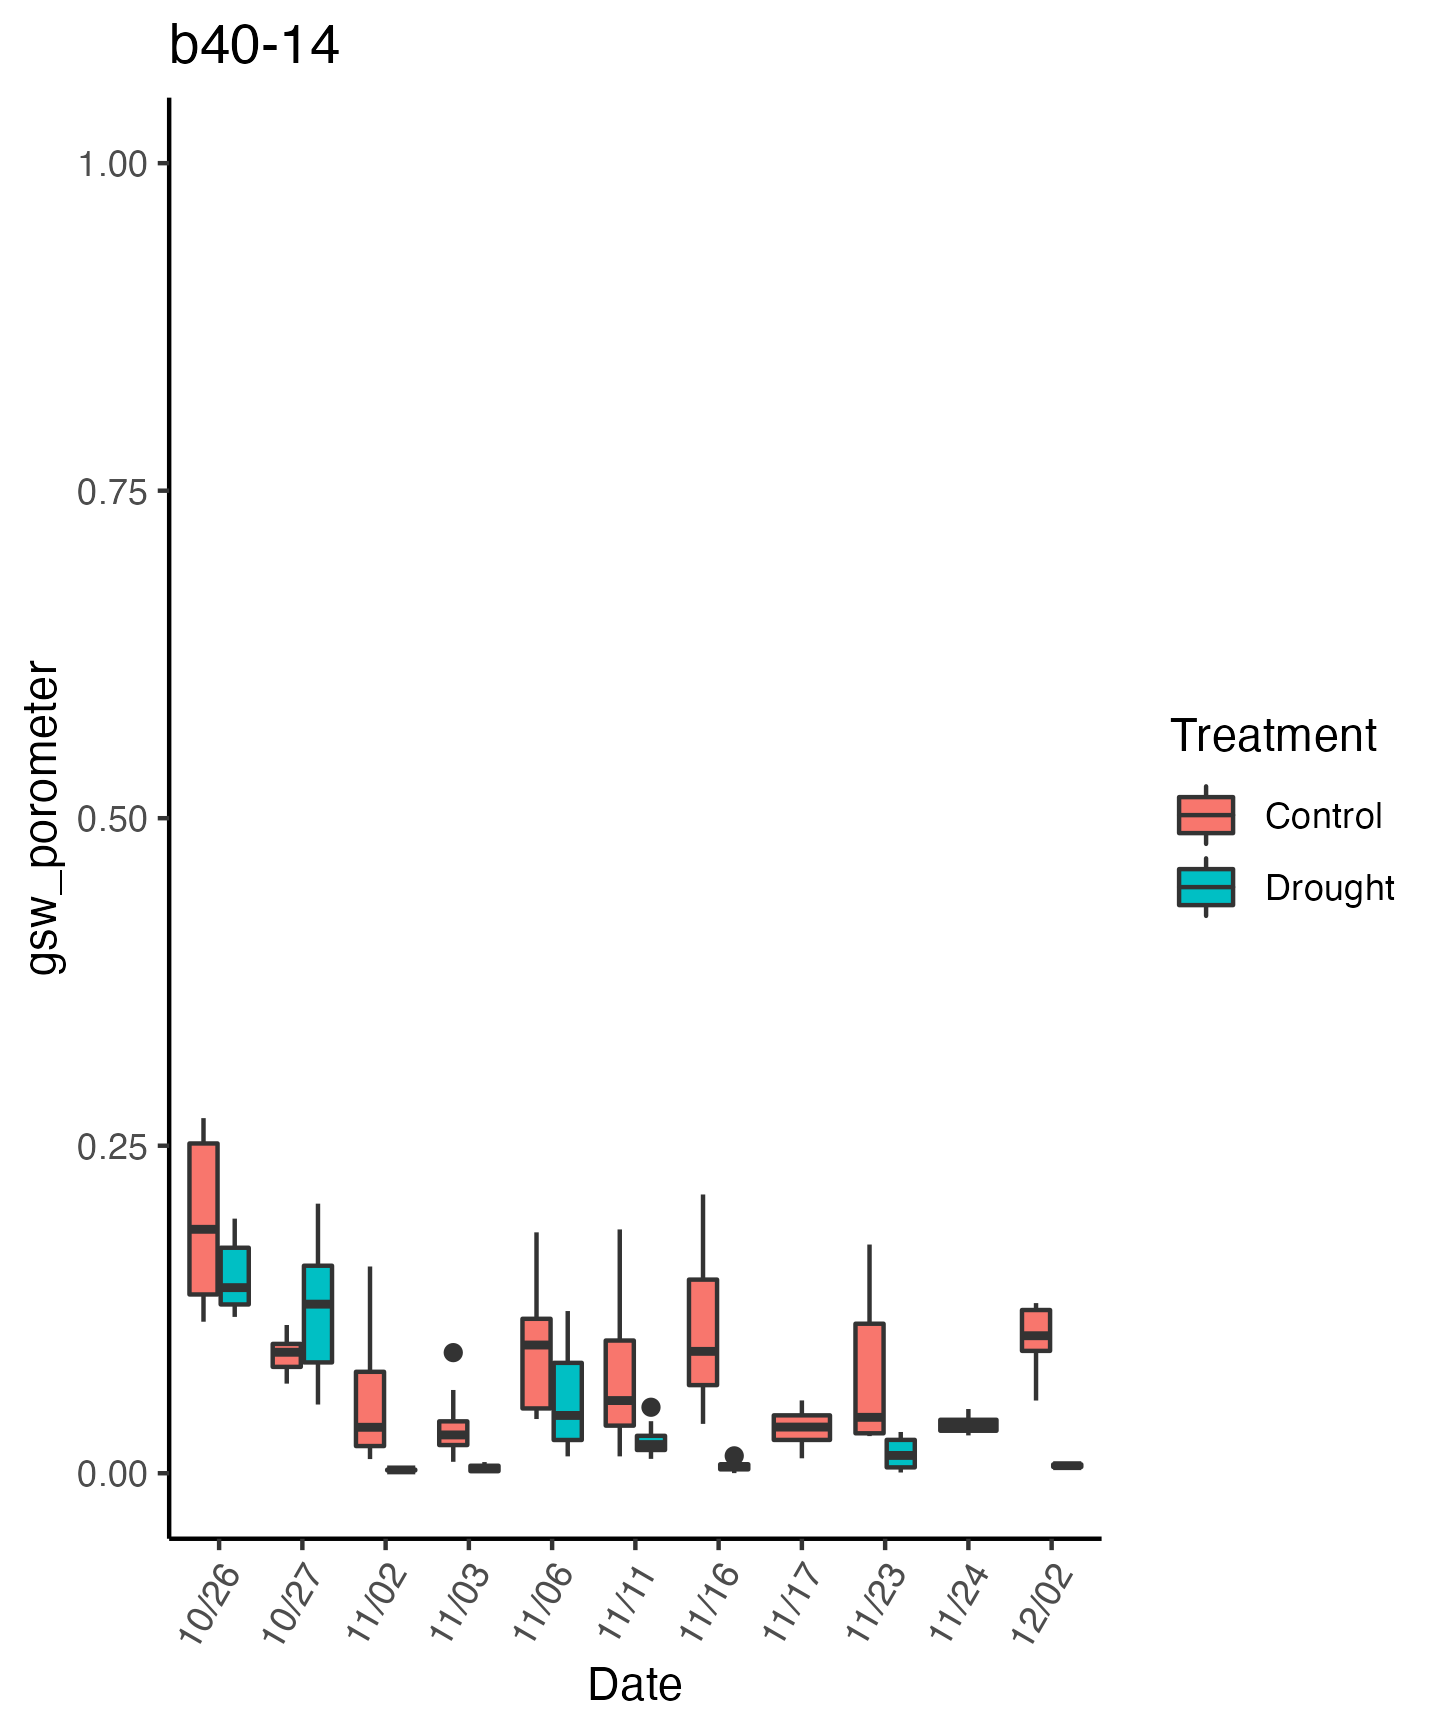 b40-14
1.00
0.75
0.50
0.25
0.00
gsw_porometer
10/26
10/27
11/02
11/03
11/06
11/11
11/16
11/17
11/23
11/24
12/02
Date
Treatment
Control
Drought